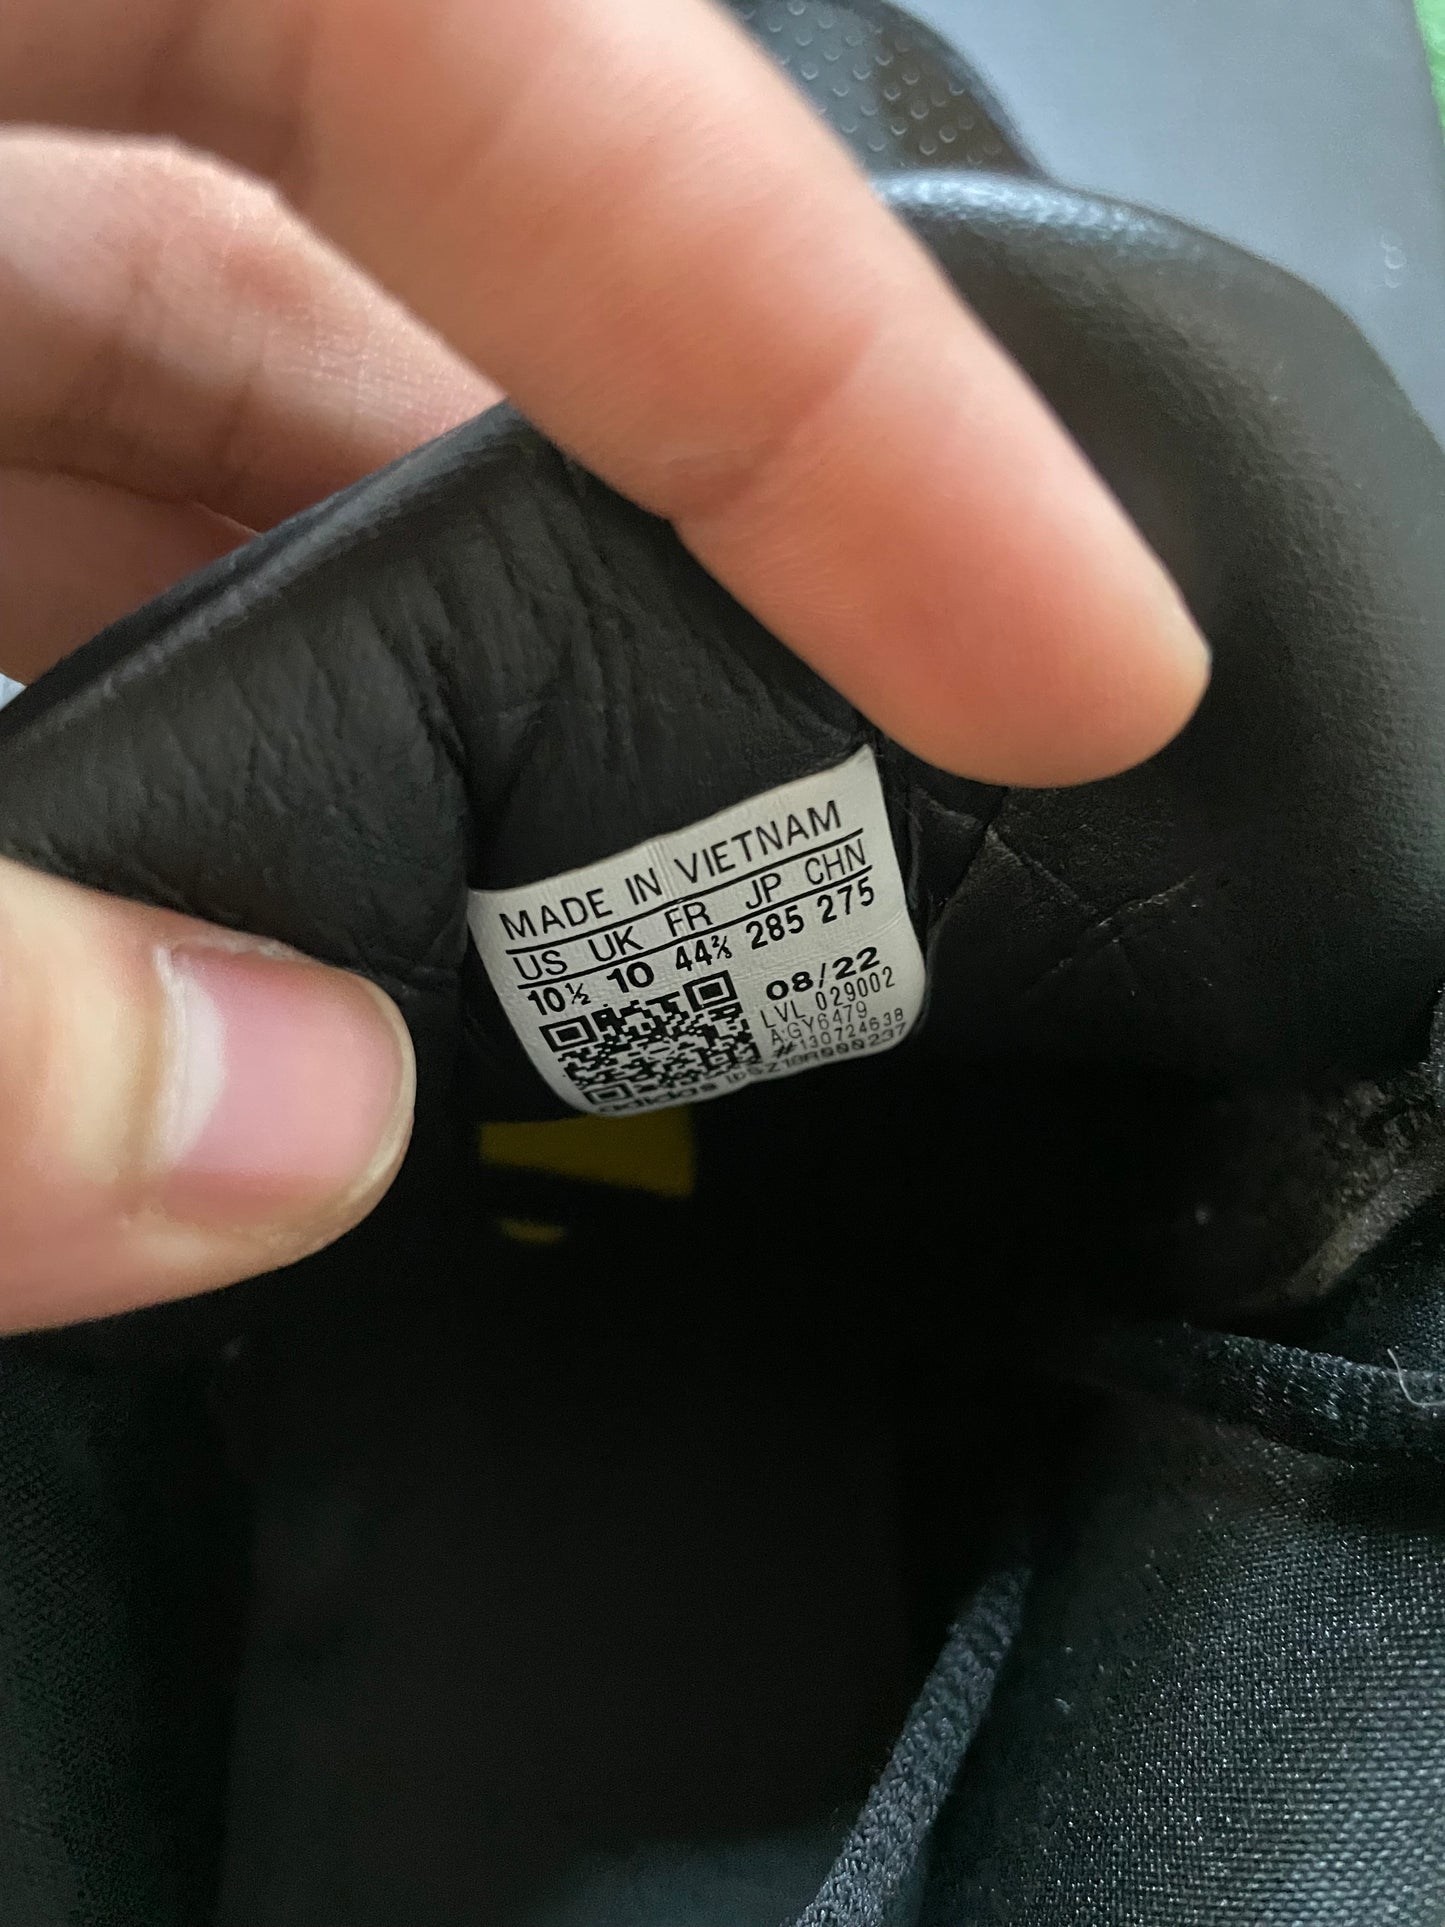 MADE IN VIETNAM
US UK FR JP CHN
10½ 10 44⅔ 285 275
08/22
LVL 029002
A:GY6479
#130724638
adidas